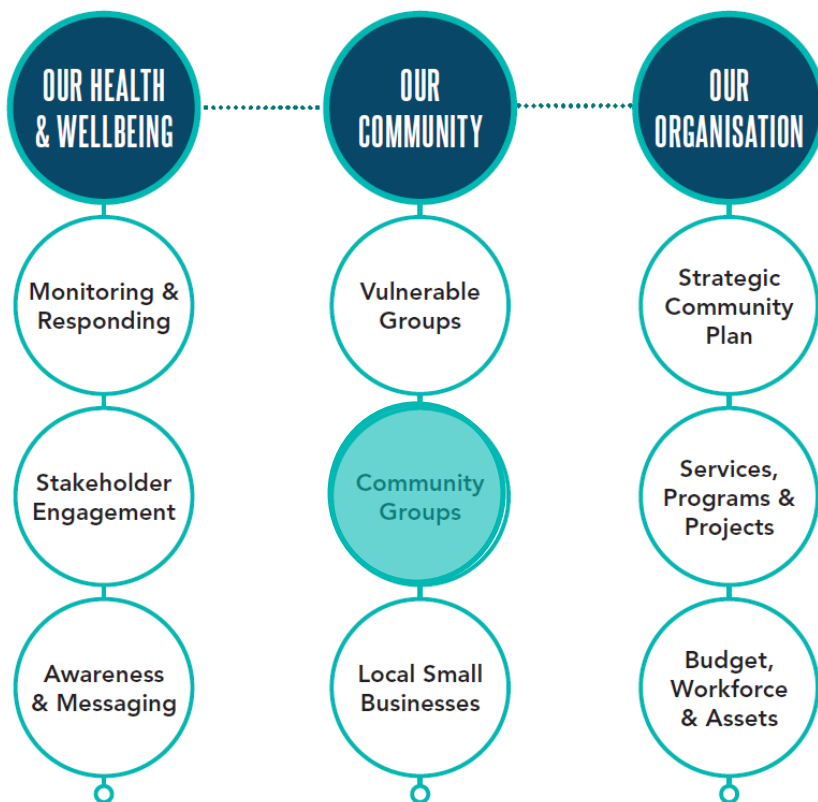 OUR HEALTH
& WELLBEING
OUR
COMMUNITY
OUR
ORGANISATION
Monitoring &
Responding
Vulnerable
Groups
Strategic
Community
Plan
Stakeholder
Engagement
Community
Groups
Services,
Programs &
Projects
Awareness
& Messaging
Local Small
Businesses
Budget,
Workforce
& Assets